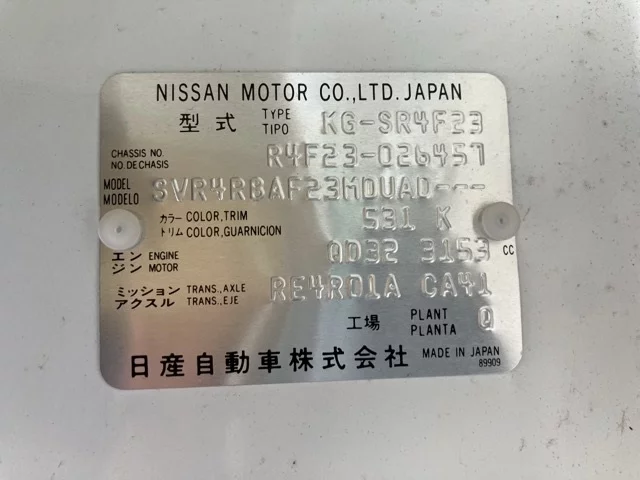 NISSAN MOTOR CO.,LTD. JAPAN
型式 TYPE TIPO KG-SR4F23
CHASSIS NO. NO. DE CHASIS R4F23-026457
MODEL MODELO SVR4RBAF23MDUAD---
カラー COLOR, TRIM トリム COLOR, GUARNICION 531 K
エンジン ENGINE MOTOR QD32 3153 CC
ミッション TRANS., AXLE アクスル TRANS., EJE RE4R01A CA41
工場 PLANT PLANTA Q
日産自動車株式会社 MADE IN JAPAN
89909